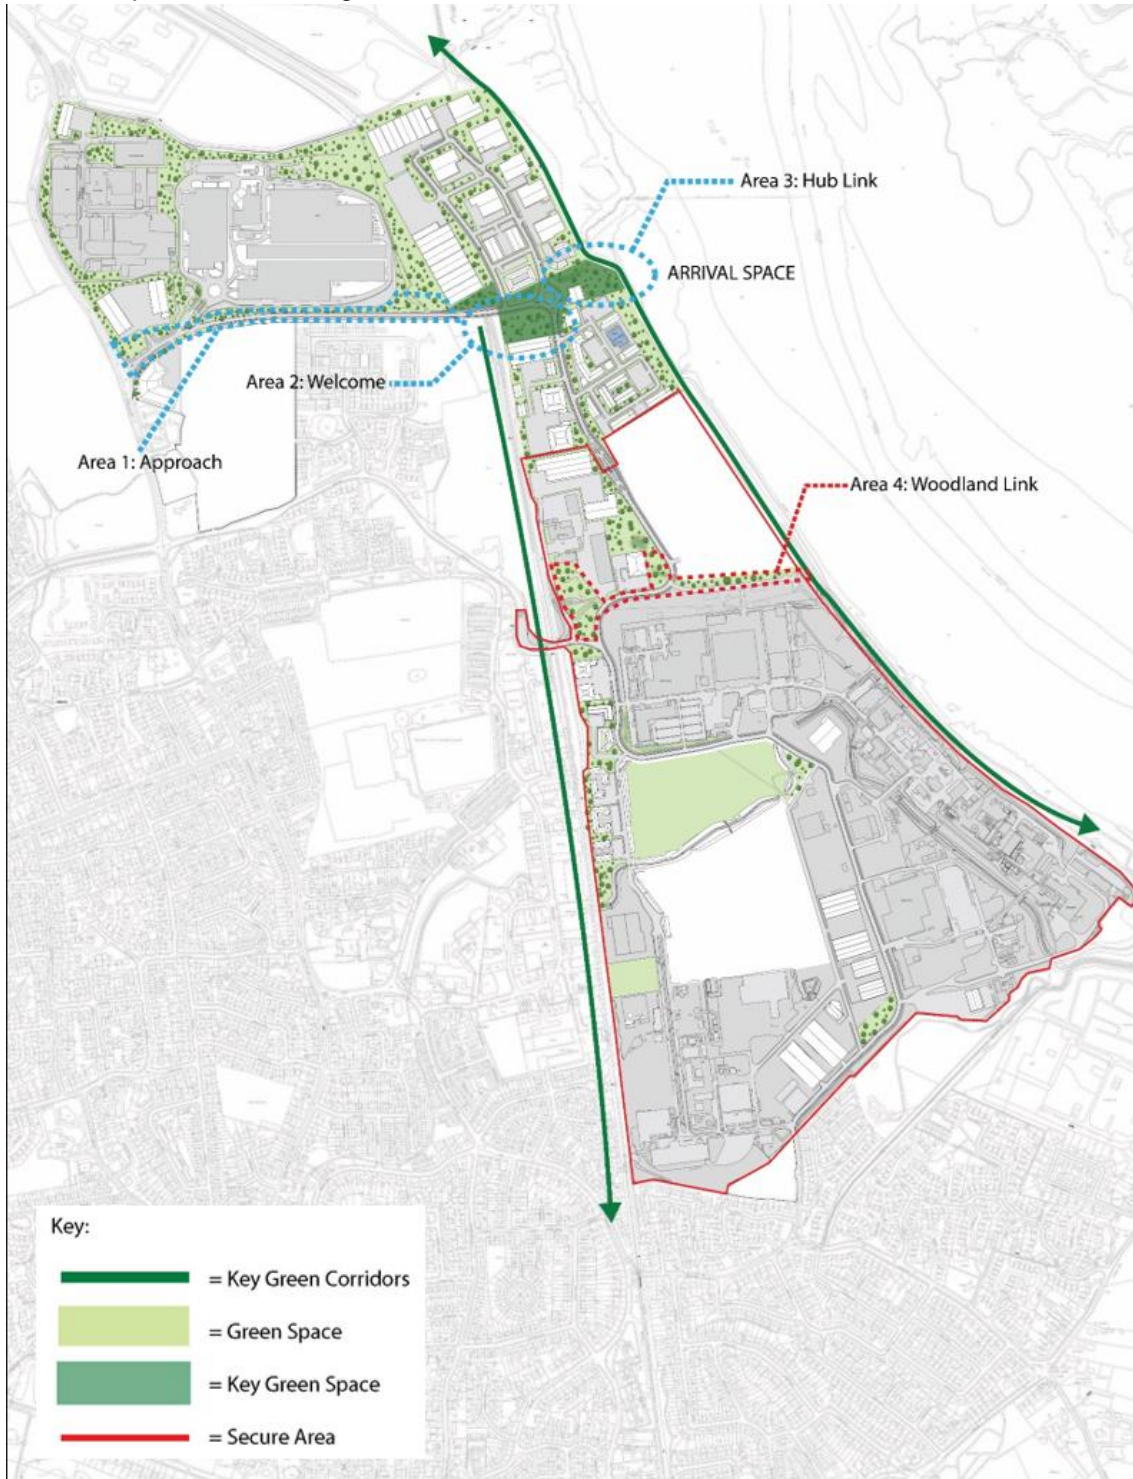 Area 3: Hub Link
ARRIVAL SPACE
Area 2: Welcome
Area 1: Approach
Area 4: Woodland Link
Key:
= Key Green Corridors
= Green Space
= Key Green Space
= Secure Area